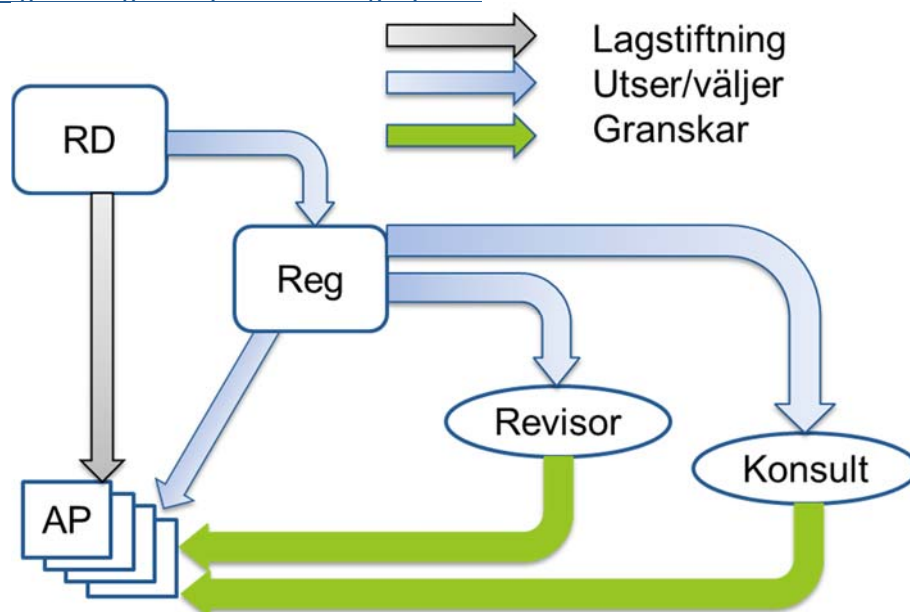 Lagstiftning
Utser/väljer
Granskar
RD
Reg
Revisor
Konsult
AP